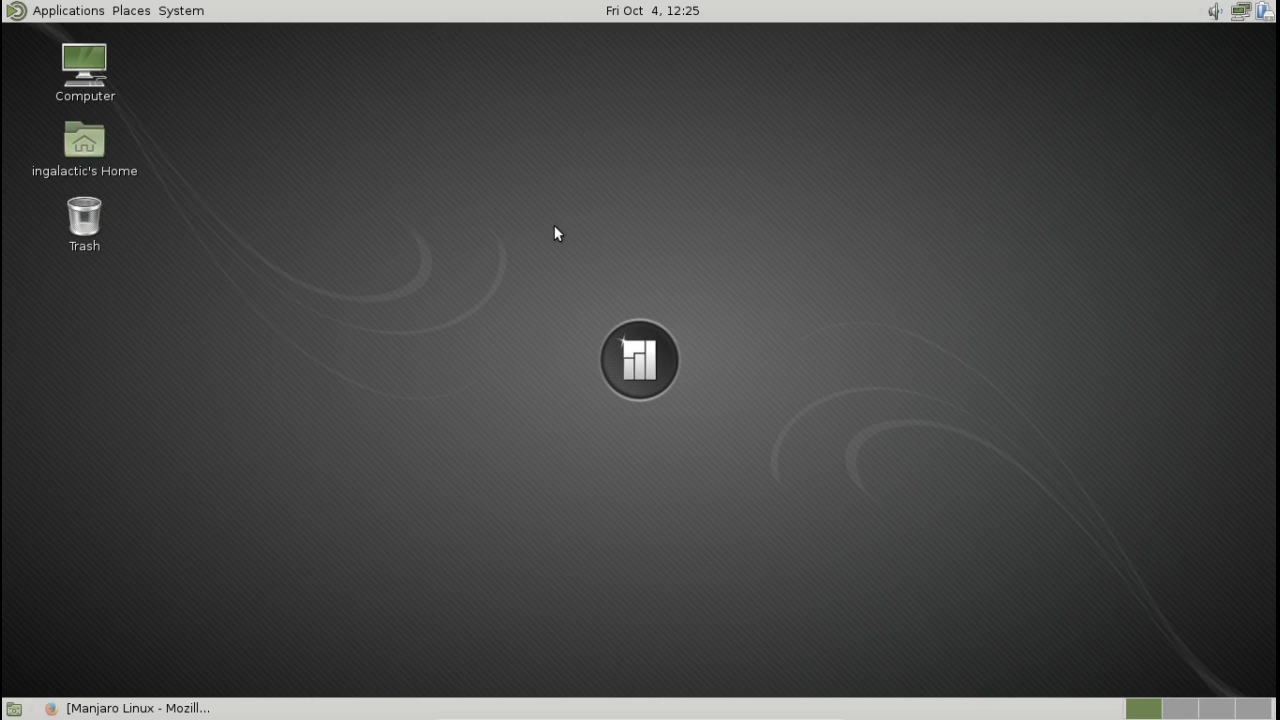 Applications Places System
Fri Oct  4, 12:25
Computer
ingalactic's Home
Trash
[Manjaro Linux - Mozill...